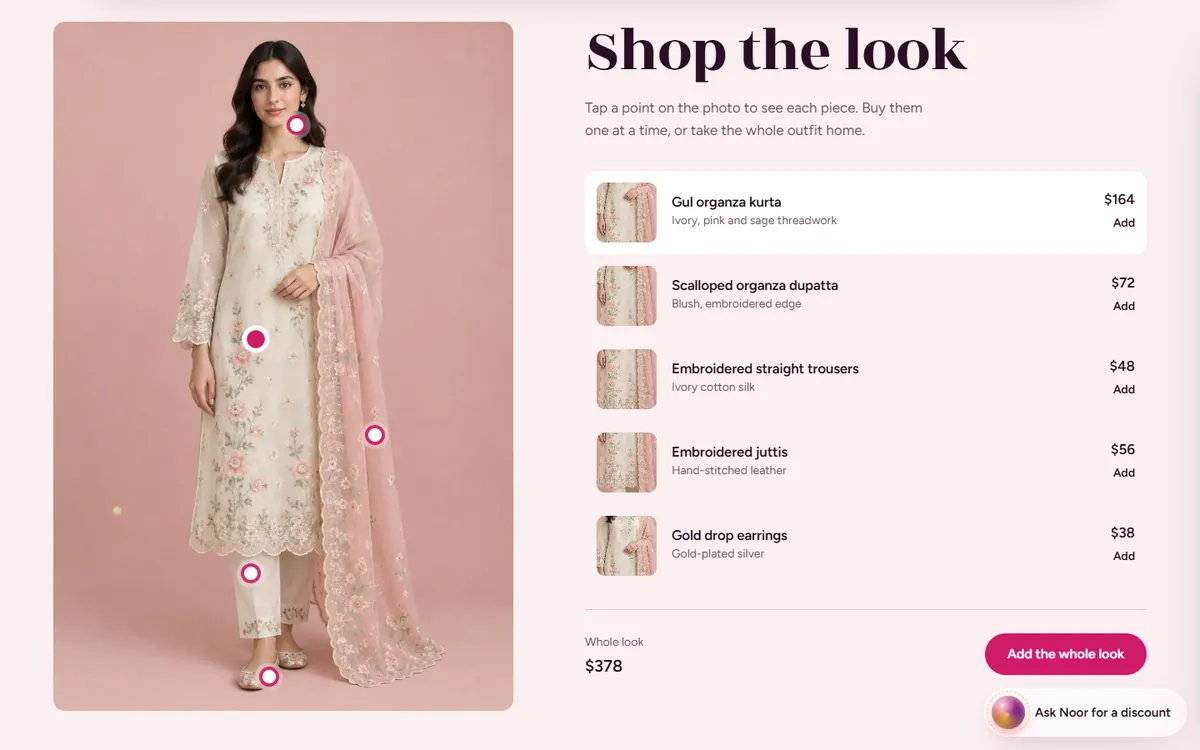 Shop the look
Tap a point on the photo to see each piece. Buy them
one at a time, or take the whole outfit home.
Gul organza kurta
$164
Ivory, pink and sage threadwork
Add
Scalloped organza dupatta
$72
Blush, embroidered edge
Add
Embroidered straight trousers
$48
Ivory cotton silk
Add
Embroidered juttis
$56
Hand-stitched leather
Add
Gold drop earrings
$38
Gold-plated silver
Add
Whole look
$378
Add the whole look
Ask Noor for a discount